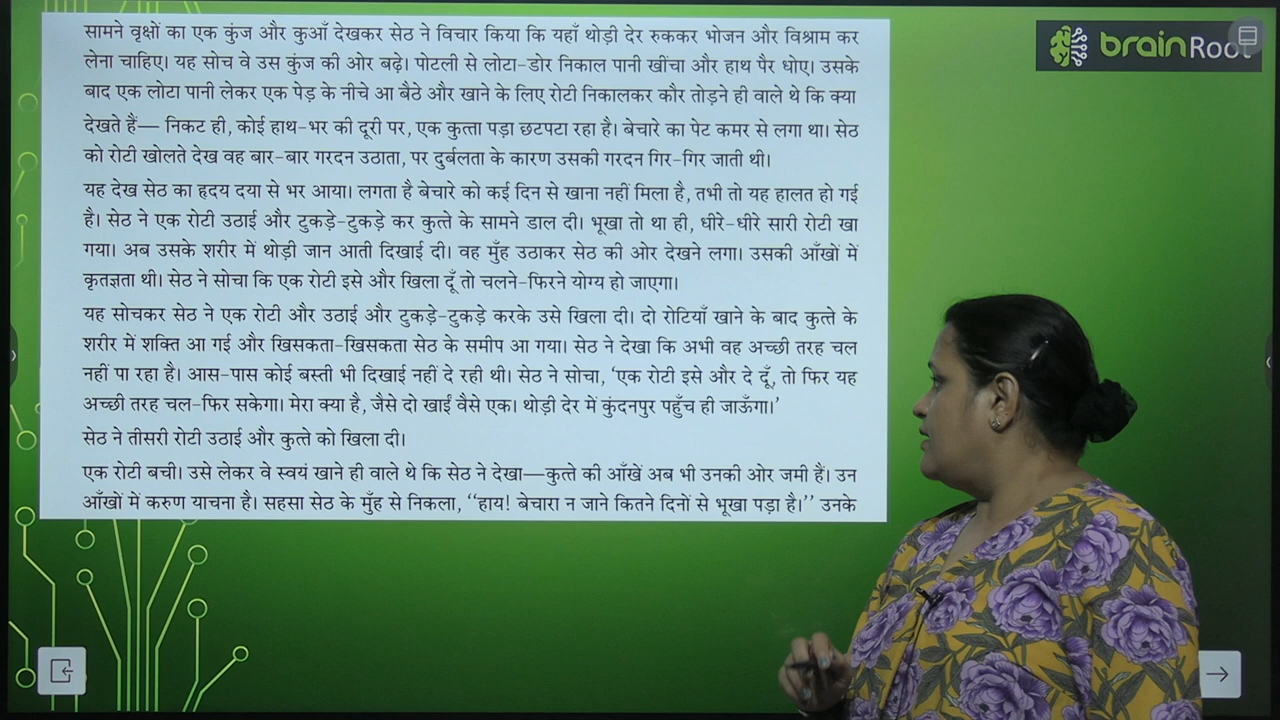 सामने वृक्षों का एक कुंज और कुआँ देखकर सेठ ने विचार किया कि यहाँ थोड़ी देर रुककर भोजन और विश्राम कर
लेना चाहिए। यह सोच वे उस कुंज की ओर बढ़े। पोटली से लोटा-डोर निकाल पानी खींचा और हाथ पैर धोए। उसके
बाद एक लोटा पानी लेकर एक पेड़ के नीचे आ बैठे और खाने के लिए रोटी निकालकर कौर तोड़ने ही वाले थे कि क्या
देखते हैं— निकट ही, कोई हाथ-भर की दूरी पर, एक कुत्ता पड़ा छटपटा रहा है। बेचारे का पेट कमर से लगा था। सेठ
को रोटी खोलते देख वह बार-बार गरदन उठाता, पर दुर्बलता के कारण उसकी गरदन गिर-गिर जाती थी।
यह देख सेठ का हृदय दया से भर आया। लगता है बेचारे को कई दिन से खाना नहीं मिला है, तभी तो यह हालत हो गई
है। सेठ ने एक रोटी उठाई और टुकड़े-टुकड़े कर कुत्ते के सामने डाल दी। भूखा तो था ही, धीरे-धीरे सारी रोटी खा
गया। अब उसके शरीर में थोड़ी जान आती दिखाई दी। वह मुँह उठाकर सेठ की ओर देखने लगा। उसकी आँखों में
कृतज्ञता थी। सेठ ने सोचा कि एक रोटी इसे और खिला दूँ तो चलने-फिरने योग्य हो जाएगा।
यह सोचकर सेठ ने एक रोटी और उठाई और टुकड़े-टुकड़े करके उसे खिला दी। दो रोटियाँ खाने के बाद कुत्ते के
शरीर में शक्ति आ गई और खिसकता-खिसकता सेठ के समीप आ गया। सेठ ने देखा कि अभी वह अच्छी तरह चल
नहीं पा रहा है। आस-पास कोई बस्ती भी दिखाई नहीं दे रही थी। सेठ ने सोचा, ‘एक रोटी इसे और दे दूँ, तो फिर यह
अच्छी तरह चल-फिर सकेगा। मेरा क्या है, जैसे दो खाईं वैसे एक। थोड़ी देर में कुंदनपुर पहुँच ही जाऊँगा।’
सेठ ने तीसरी रोटी उठाई और कुत्ते को खिला दी।
एक रोटी बची। उसे लेकर वे स्वयं खाने ही वाले थे कि सेठ ने देखा—कुत्ते की आँखें अब भी उनकी ओर जमी हैं। उन
आँखों में करुण याचना है। सहसा सेठ के मुँह से निकला, ‘‘हाय! बेचारा न जाने कितने दिनों से भूखा पड़ा है।’’ उनके
brainRoot